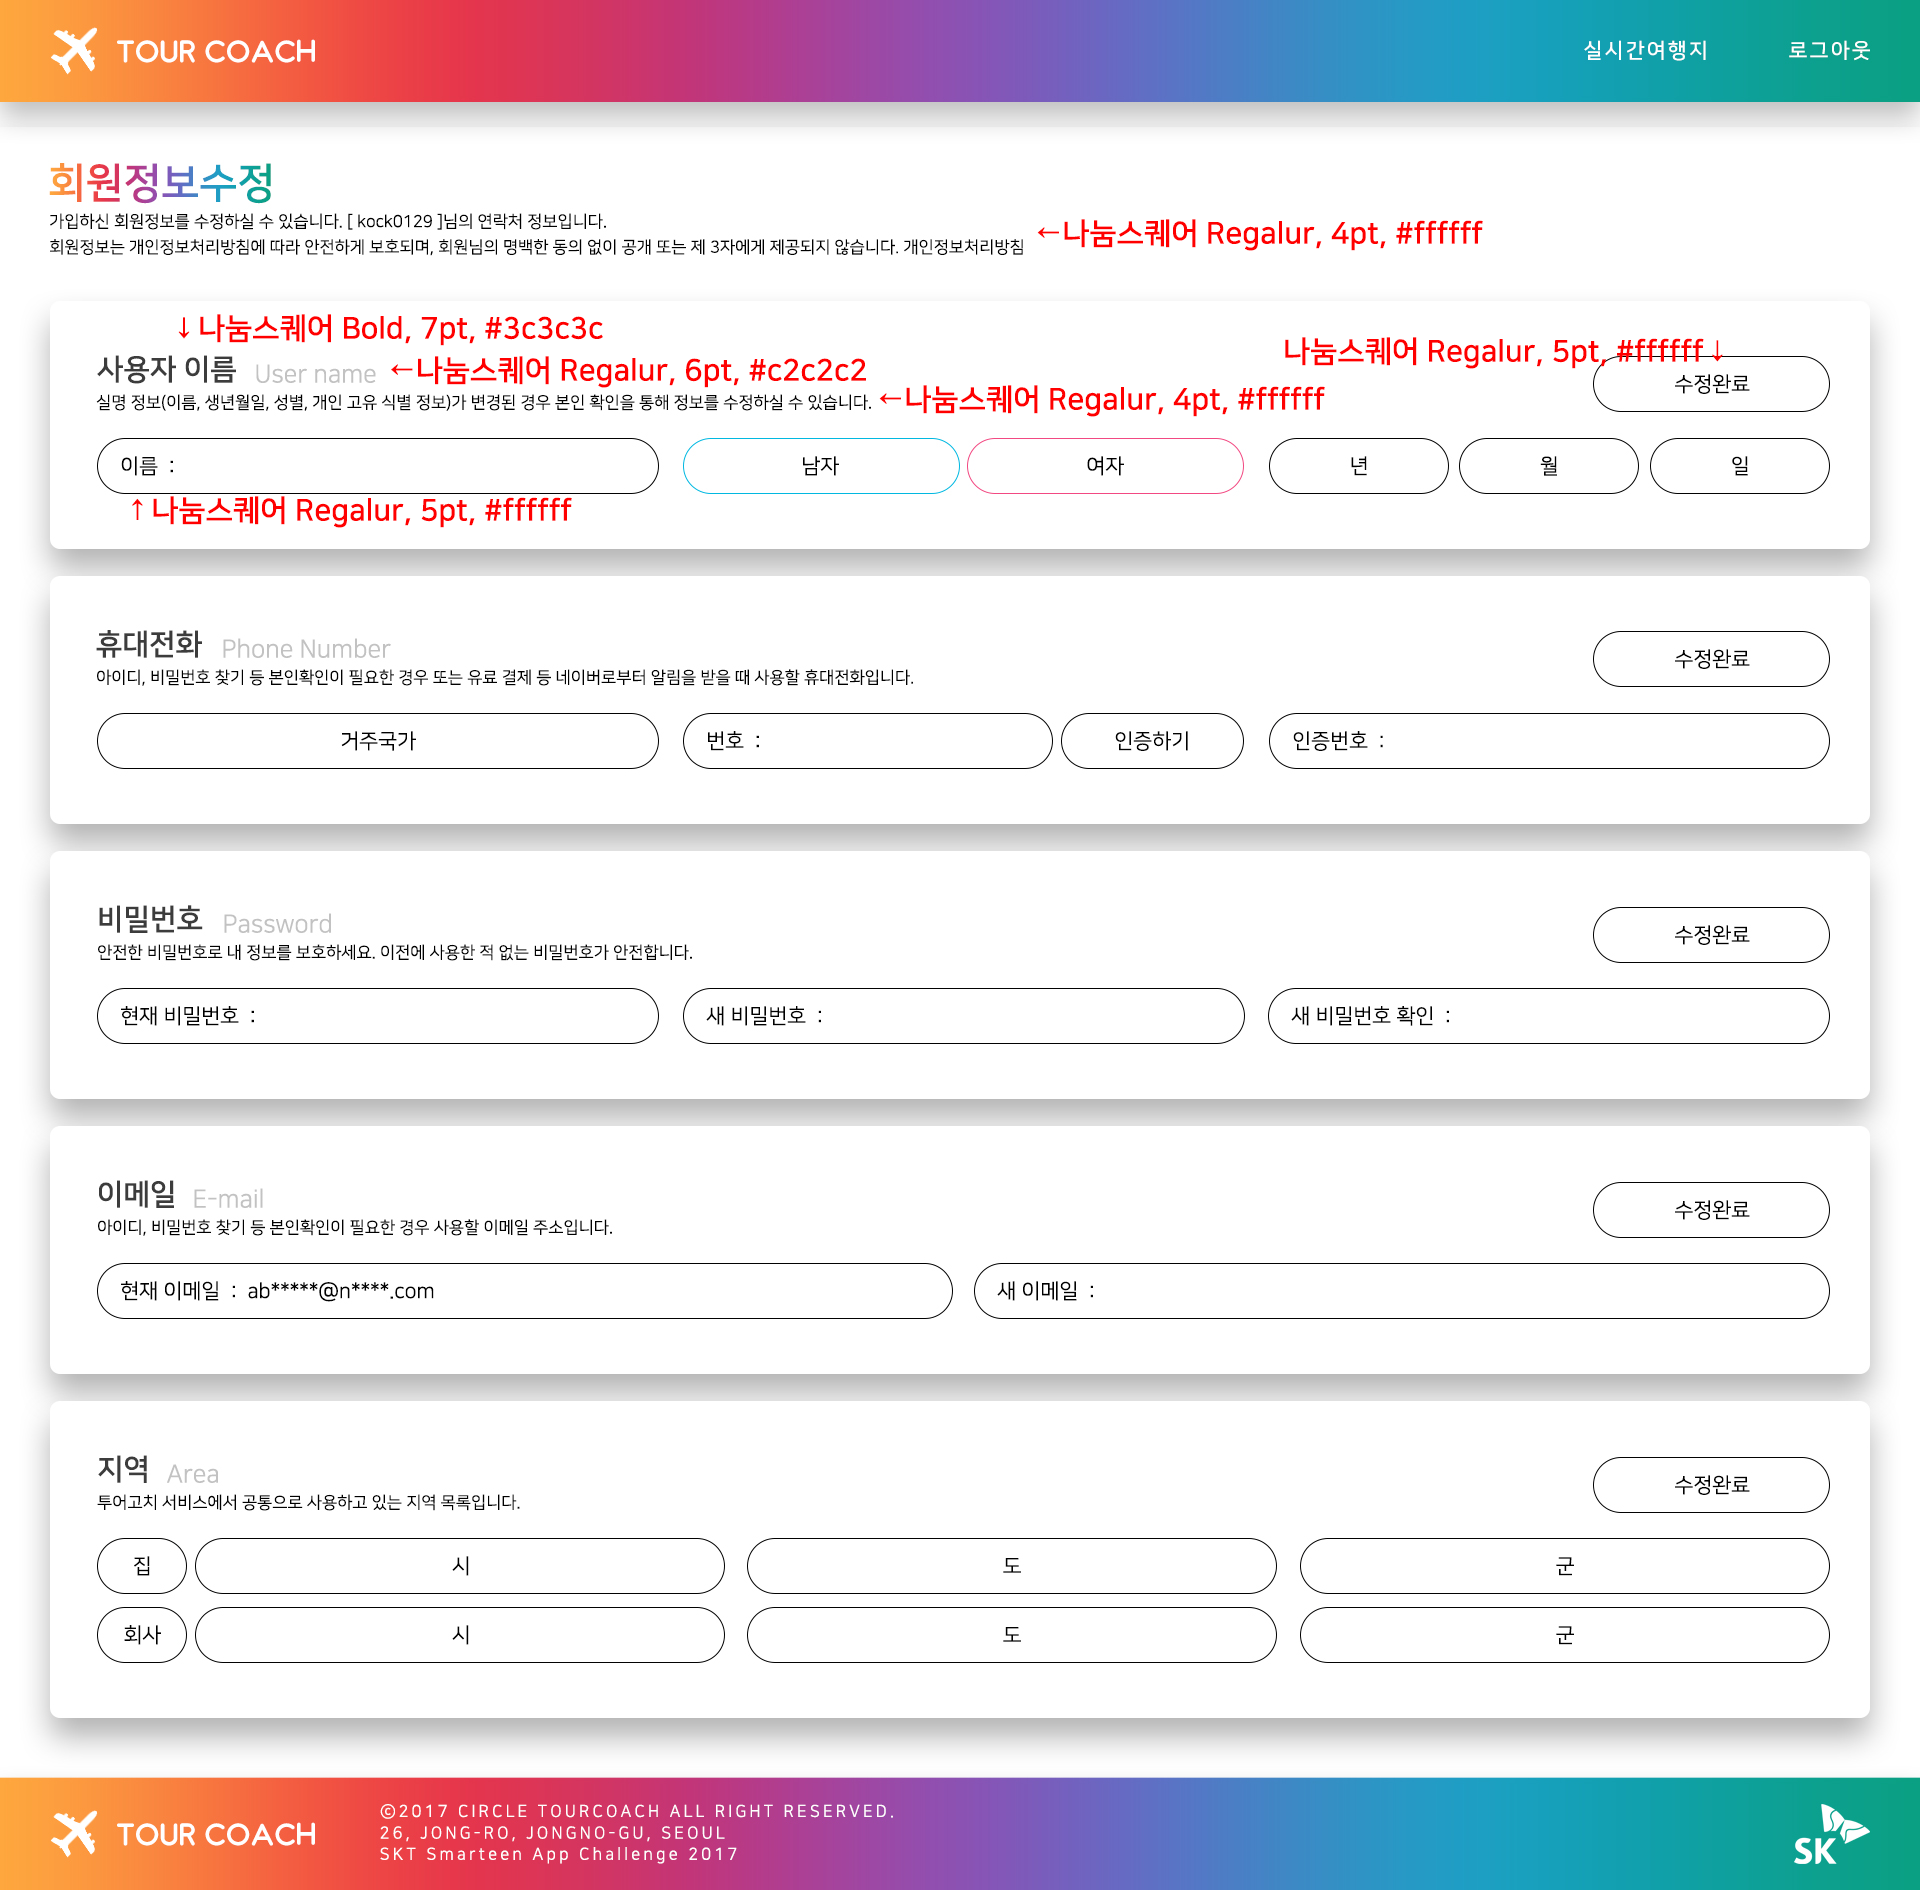 TOUR COACH
실시간여행지
로그아웃
회원정보수정
가입하신 회원정보를 수정하실 수 있습니다. [ kock0129 ]님의 연락처 정보입니다.
회원정보는 개인정보처리방침에 따라 안전하게 보호되며, 회원님의 명백한 동의 없이 공개 또는 제 3자에게 제공되지 않습니다. 개인정보처리방침
←나눔스퀘어 Regalur, 4pt, #ffffff
↓나눔스퀘어 Bold, 7pt, #3c3c3c
나눔스퀘어 Regalur, 5pt, #ffffff↓
사용자 이름 User name
←나눔스퀘어 Regalur, 6pt, #c2c2c2
수정완료
실명 정보(이름, 생년월일, 성별, 개인 고유 식별 정보)가 변경된 경우 본인 확인을 통해 정보를 수정하실 수 있습니다.
←나눔스퀘어 Regalur, 4pt, #ffffff
이름 :
남자
여자
년
월
일
↑나눔스퀘어 Regalur, 5pt, #ffffff
휴대전화 Phone Number
수정완료
아이디, 비밀번호 찾기 등 본인확인이 필요한 경우 또는 유료 결제 등 네이버로부터 알림을 받을 때 사용할 휴대전화입니다.
거주국가
번호 :
인증하기
인증번호 :
비밀번호 Password
수정완료
안전한 비밀번호로 내 정보를 보호하세요. 이전에 사용한 적 없는 비밀번호가 안전합니다.
현재 비밀번호 :
새 비밀번호 :
새 비밀번호 확인 :
이메일 E-mail
수정완료
아이디, 비밀번호 찾기 등 본인확인이 필요한 경우 사용할 이메일 주소입니다.
현재 이메일 : ab*****@n****.com
새 이메일 :
지역 Area
수정완료
투어고치 서비스에서 공통으로 사용하고 있는 지역 목록입니다.
집
시
도
군
회사
시
도
군
TOUR COACH
©2017 CIRCLE TOURCOACH ALL RIGHT RESERVED.
26, JONG-RO, JONGNO-GU, SEOUL
SKT Smarteen App Challenge 2017
SK